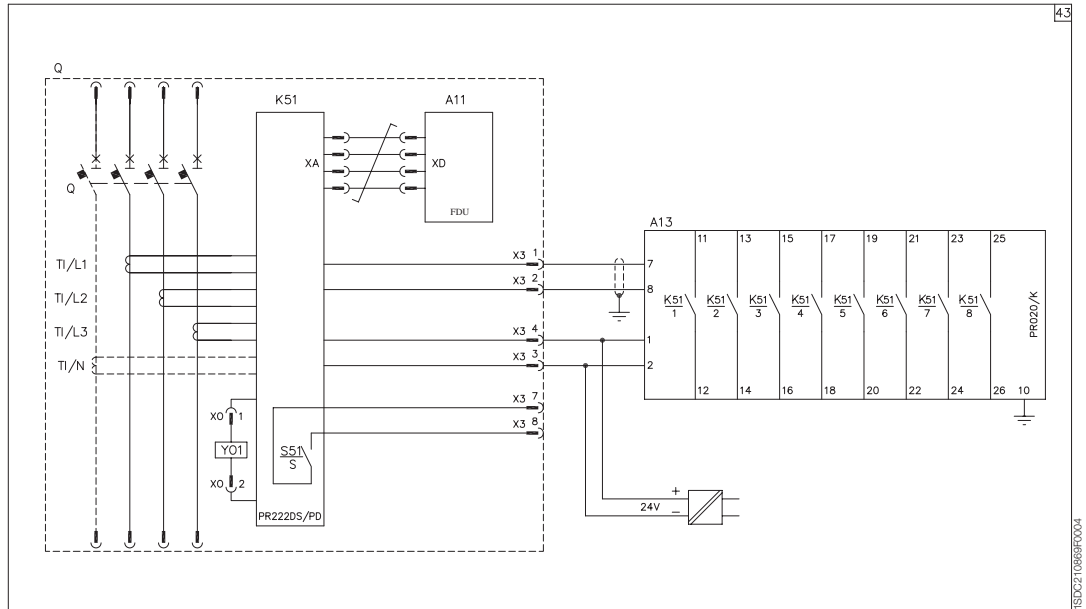 43
Q
K51
A11
XA
XD
Q
FDU
A13
11 13 15 17 19 21 23 25
TI/L1
X3 1
7
TI/L2
X3 2
8
K51 K51 K51 K51 K51 K51 K51 K51
1 2 3 4 5 6 7 8
PR020/K
TI/L3
X3 4
1
TI/N
X3 3
2
12 14 16 18 20 22 24 26 10
X3 7
X0 1
X3 8
Y01
S51
S
X0 2
+
24V
−
PR222DS/PD
1SDC210869F0004